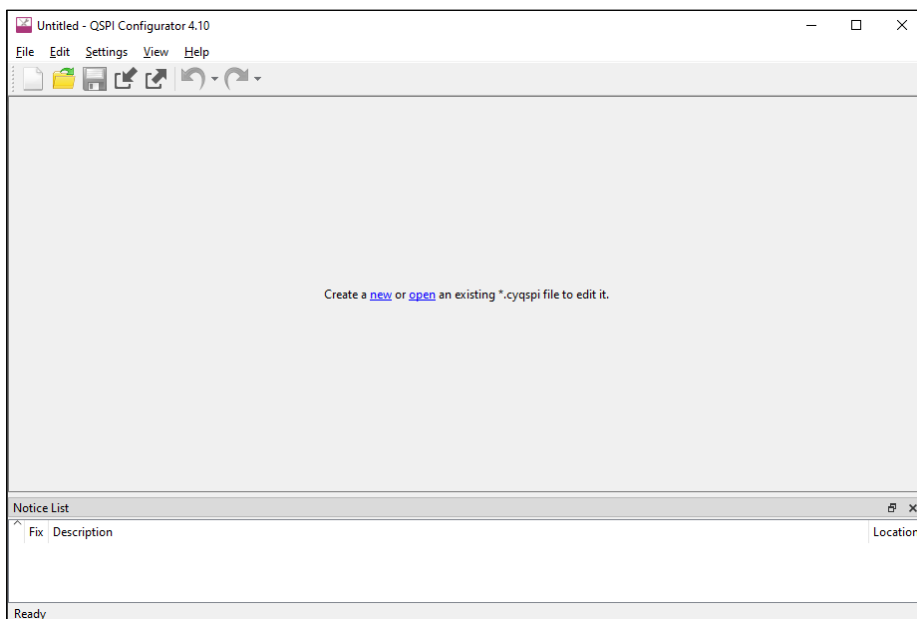 Untitled - QSPI Configurator 4.10
File Edit Settings View Help
Create a new or open an existing *.cyqspi file to edit it.
Notice List
Fix Description Location
Ready